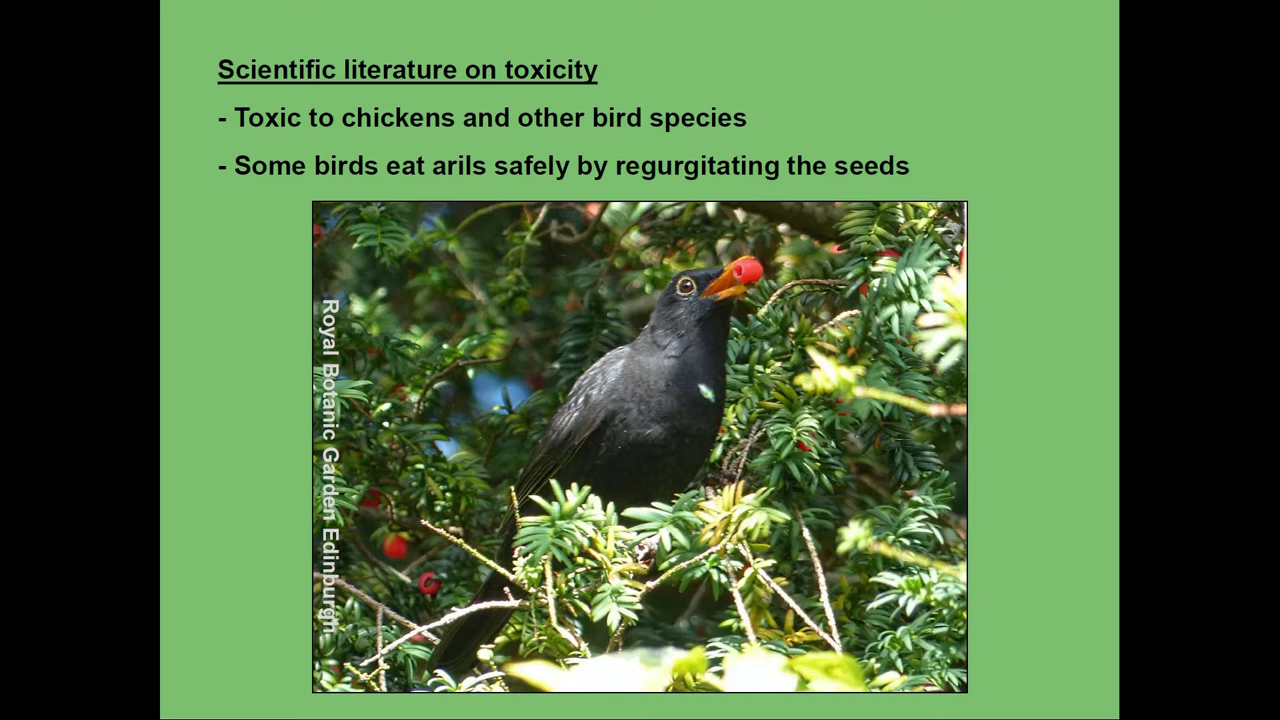 Scientific literature on toxicity
- Toxic to chickens and other bird species
- Some birds eat arils safely by regurgitating the seeds
Royal Botanic Garden Edinburgh